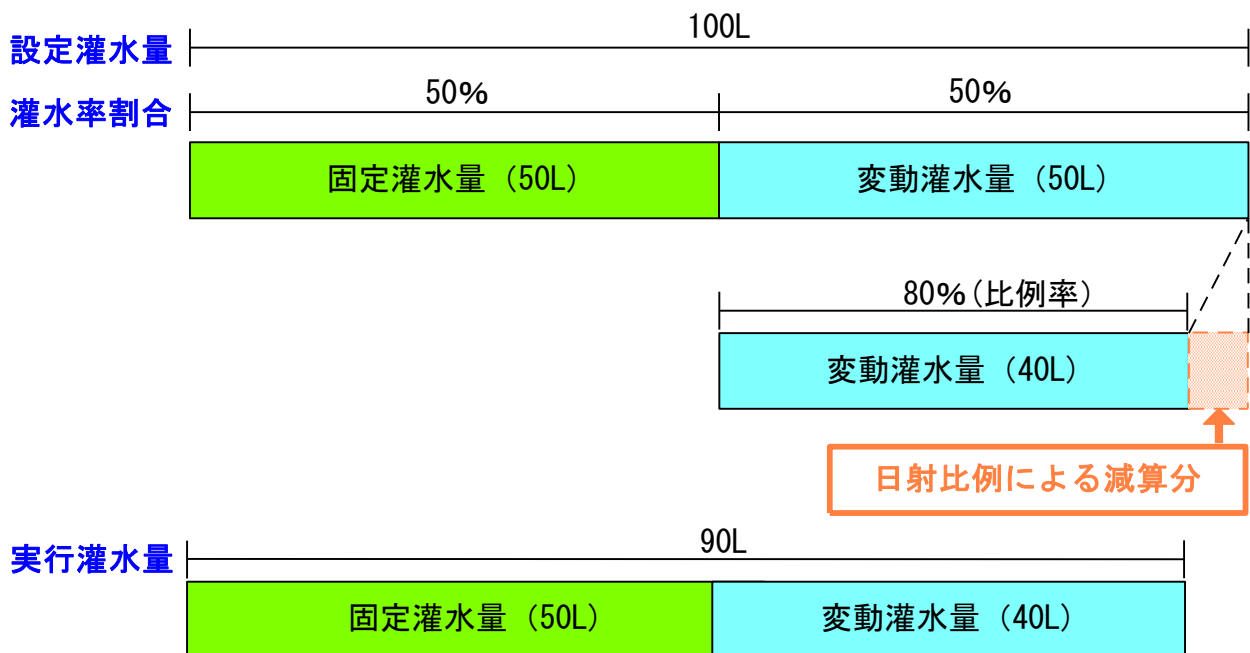 設定灌水量
100L
灌水率割合
50%
50%
固定灌水量（50L）
変動灌水量（50L）
80%(比例率)
変動灌水量（40L）
日射比例による減算分
実行灌水量
90L
固定灌水量（50L）
変動灌水量（40L）